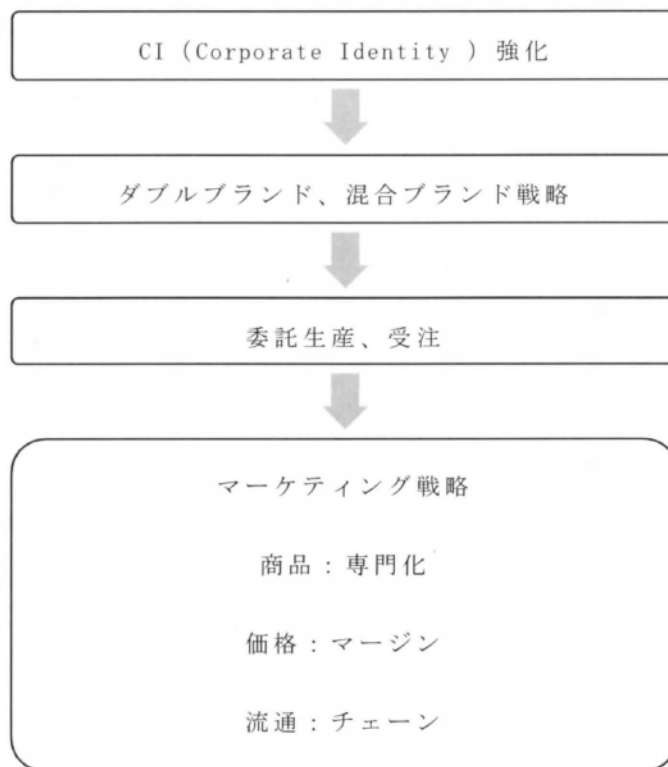 CI (Corporate Identity ) 強化
ダブルブランド、混合ブランド戦略
委託生産、受注
マーケティング戦略
商品：専門化
価格：マージン
流通：チェーン